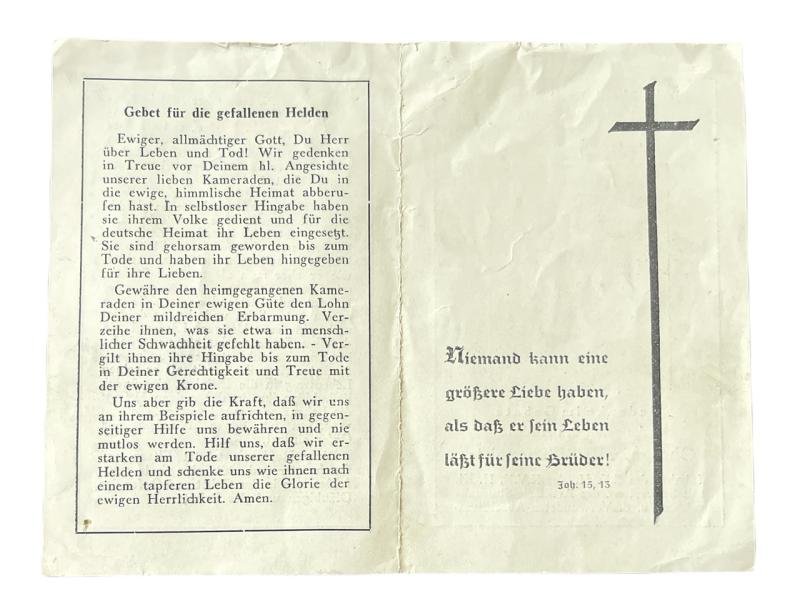 Gebet für die gefallenen Helden
Ewiger, allmächtiger Gott, Du Herr
über Leben und Tod! Wir gedenken
in Treue vor Deinem hl. Angesichte
unserer lieben Kameraden, die Du in
die ewige, himmlische Heimat abberu-
fen hast. In selbstloser Hingabe haben
sie ihrem Volke gedient und für die
deutsche Heimat ihr Leben eingesetzt.
Sie sind gehorsam geworden bis zum
Tode und haben ihr Leben hingegeben
für ihre Lieben.
Gewähre den heimgegangenen Kame-
raden in Deiner ewigen Güte den Lohn
Deiner mildreichen Erbarmung. Ver-
zeihe ihnen, was sie etwa in mensch-
licher Schwachheit gefehlt haben. - Ver-
gilt ihnen ihre Hingabe bis zum Tode
in Deiner Gerechtigkeit und Treue mit
der ewigen Krone.
Uns aber gib die Kraft, daß wir uns
an ihrem Beispiele aufrichten, in gegen-
seitiger Hilfe uns bewähren und nie
mutlos werden. Hilf uns, daß wir er-
starken am Tode unserer gefallenen
Helden und schenke uns wie ihnen nach
einem tapferen Leben die Glorie der
ewigen Herrlichkeit. Amen.
Niemand kann eine
größere Liebe haben,
als daß er sein Leben
läßt für seine Brüder!
Joh. 15, 13